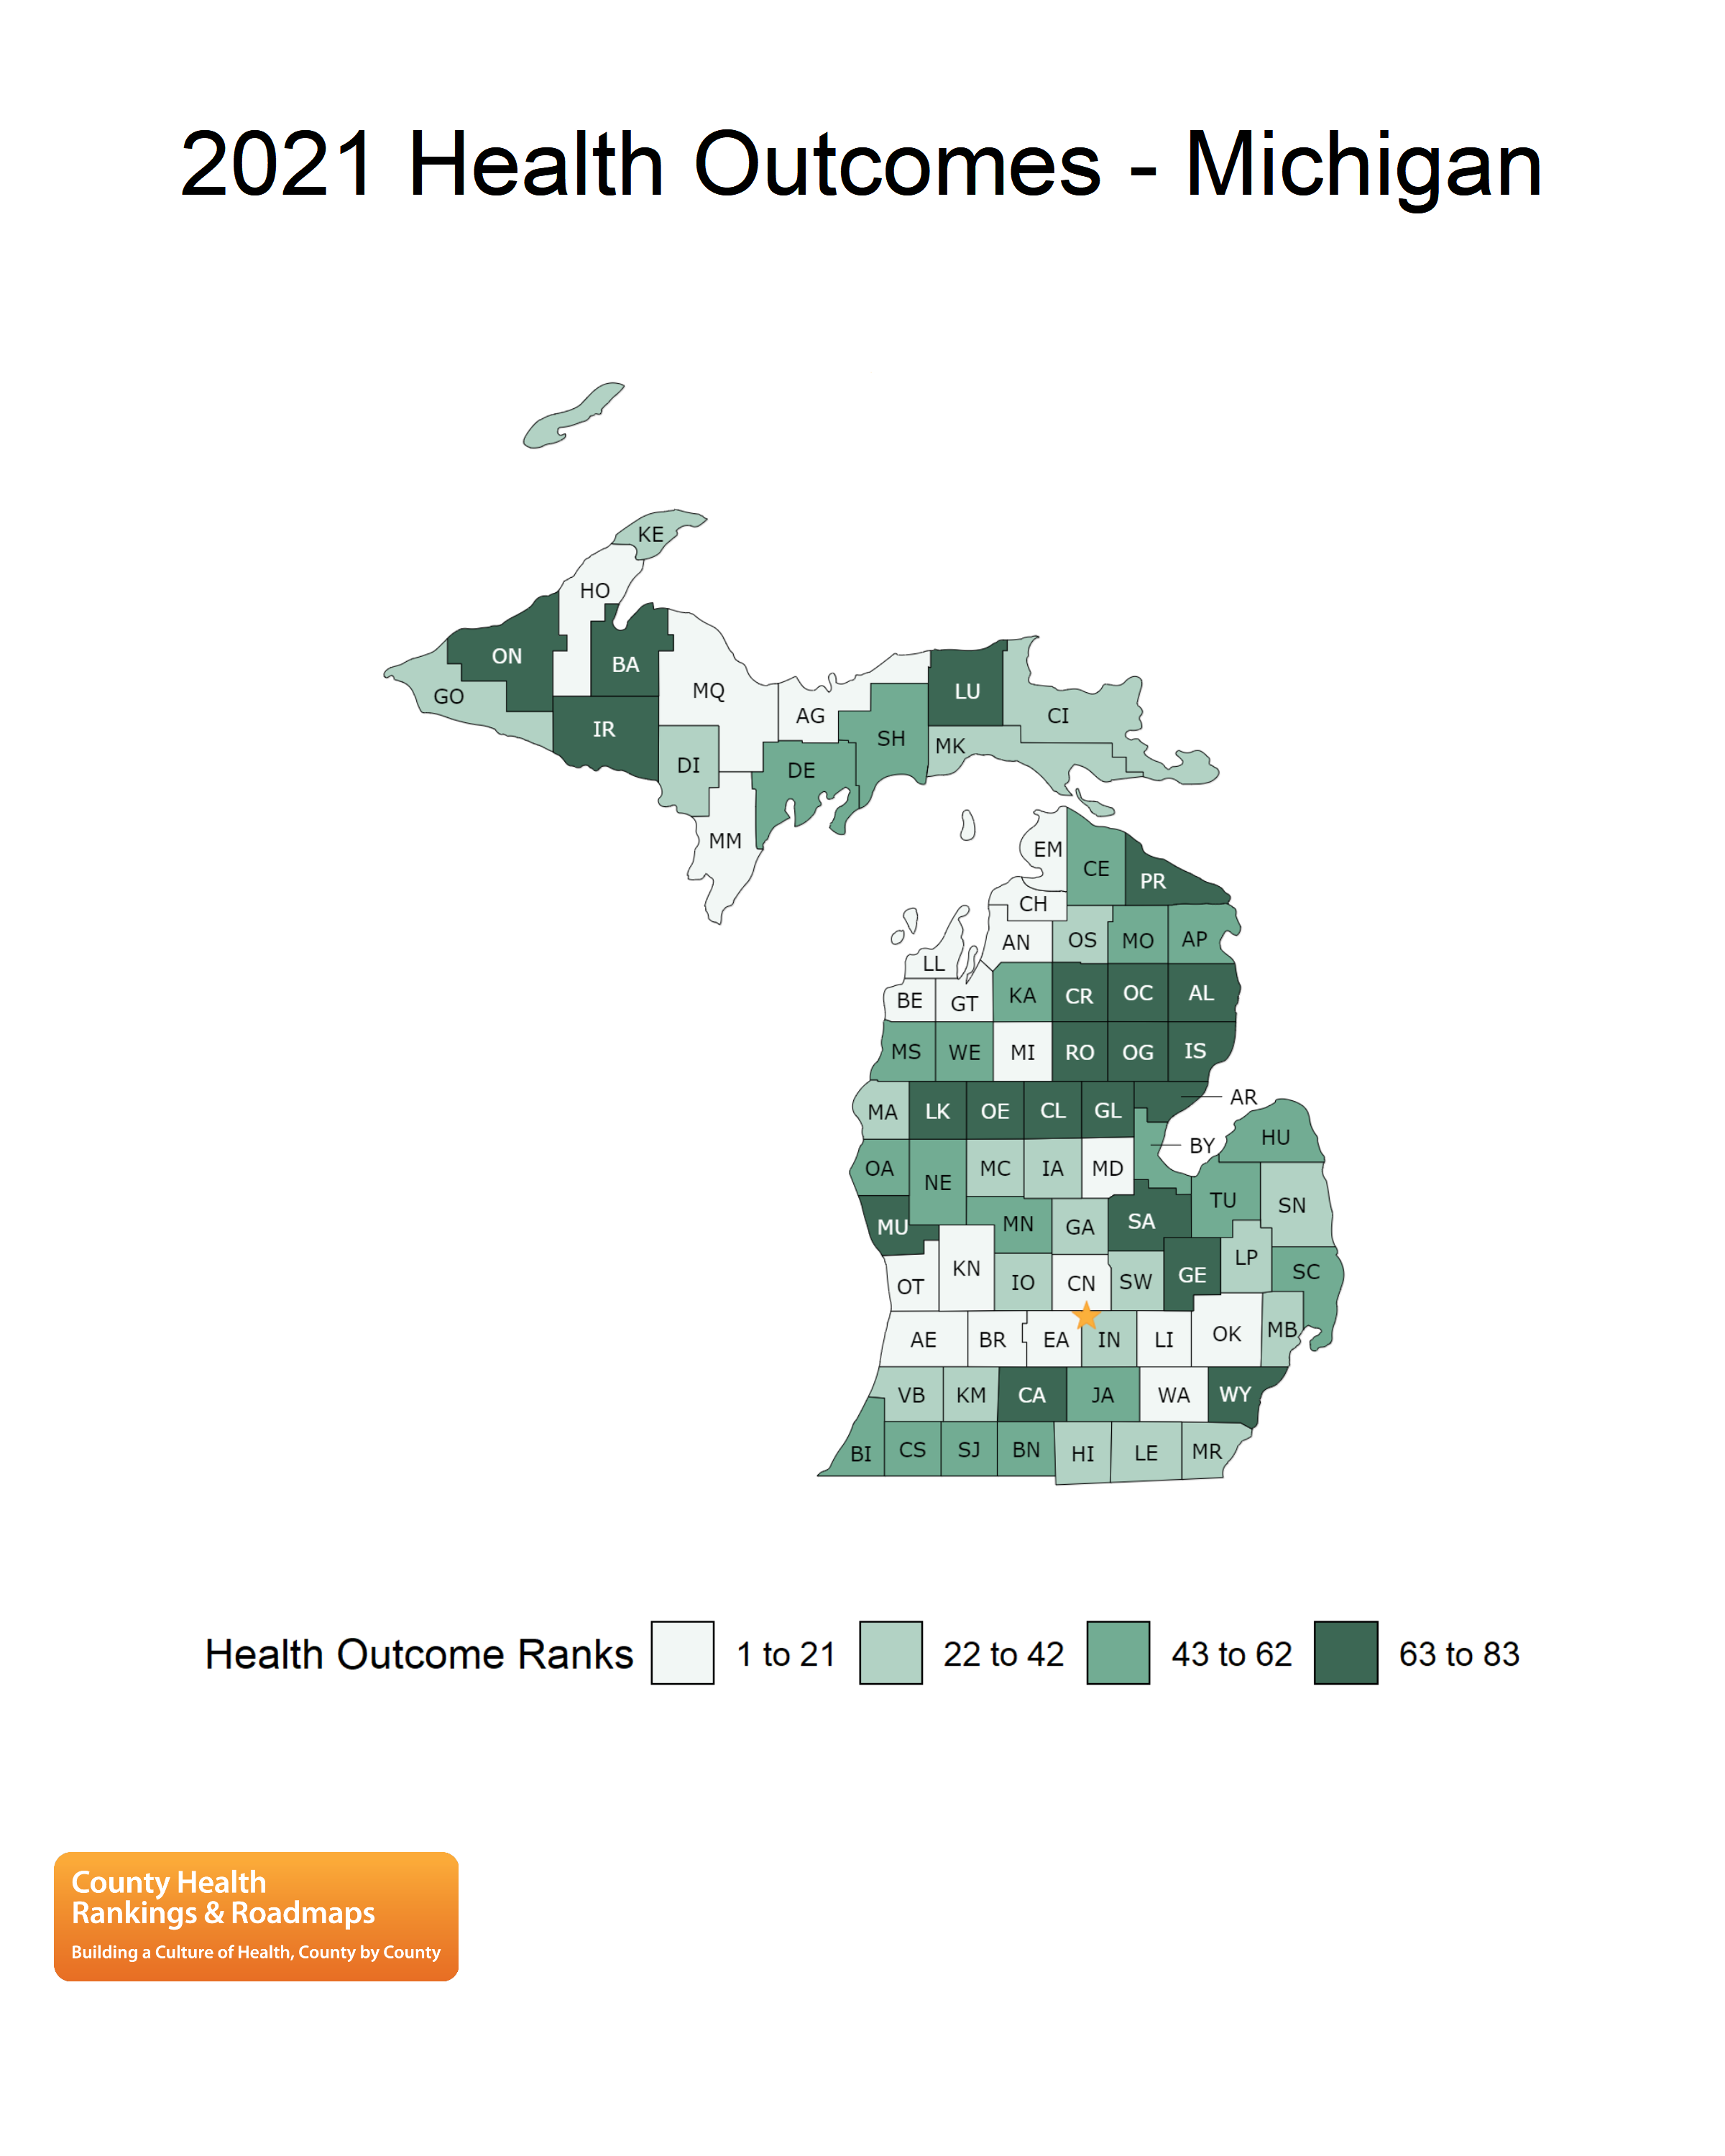 2021 Health Outcomes - Michigan
KE
HO
ON
BA
GO
MQ
LU
IR
AG
CI
SH
MK
DI
DE
MM
EM
CE
PR
CH
AN
OS
MO
AP
LL
BE
GT
KA
CR
OC
AL
MS
WE
MI
RO
OG
IS
AR
MA
LK
OE
CL
GL
BY
HU
OA
NE
MC
IA
MD
TU
SN
MU
MN
GA
SA
KN
LP
OT
IO
CN
SW
GE
SC
AE
BR
EA
IN
LI
OK
MB
VB
KM
CA
JA
WA
WY
BI
CS
SJ
BN
HI
LE
MR
Health Outcome Ranks 1 to 21 22 to 42 43 to 62 63 to 83
County Health
Rankings & Roadmaps
Building a Culture of Health, County by County